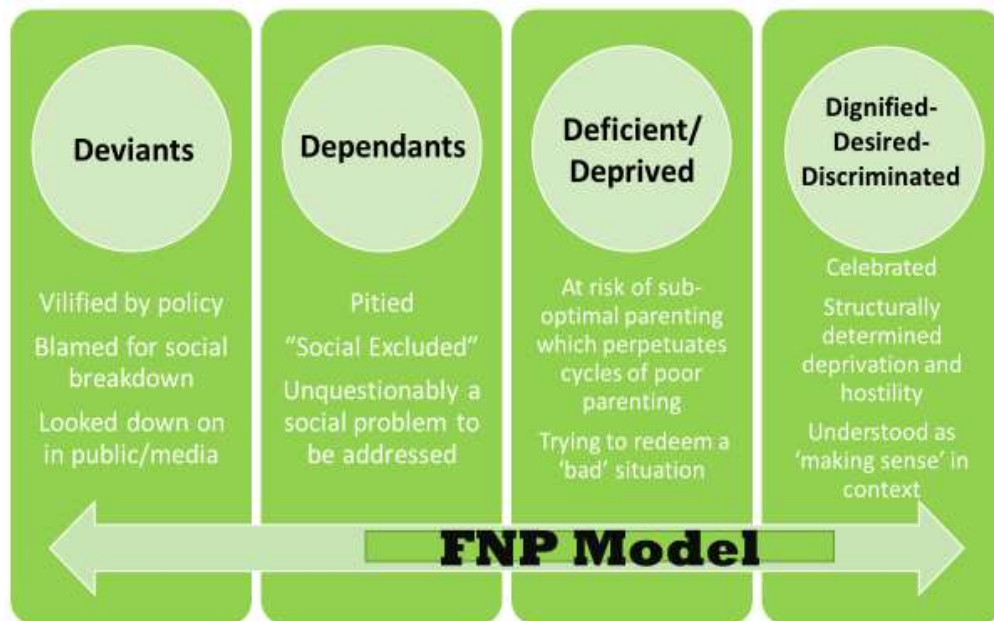 Deviants
Vilified by policy
Blamed for social
breakdown
Looked down on
in public/media
Dependants
Pitied
“Social Excluded”
Unquestionably a
social problem to
be addressed
Deficient/
Deprived
At risk of sub-
optimal parenting
which perpetuates
cycles of poor
parenting
Trying to redeem a
‘bad’ situation
Dignified-
Desired-
Discriminated
Celebrated
Structurally
determined
deprivation and
hostility
Understood as
‘making sense’ in
context
FNP Model